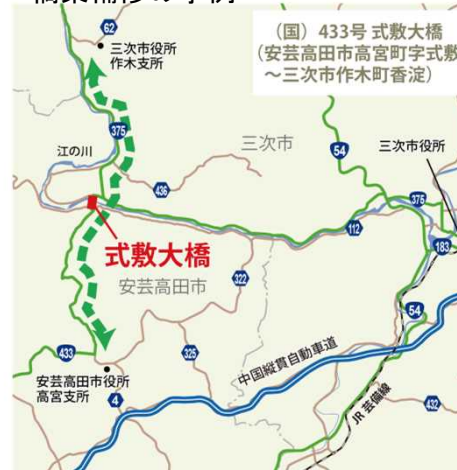 （国）433号 式敷大橋
（安芸高田市高宮町字式敷
～三次市作木町香淀）
62
三次市役所
作木支所
375
江の川
三次市
54
三次市役所
436
375
112
183
式敷大橋
安芸高田市
322
54
433
325
中国縦貫自動車道
安芸高田市役所
高宮支所
4
JR 芸備線
432